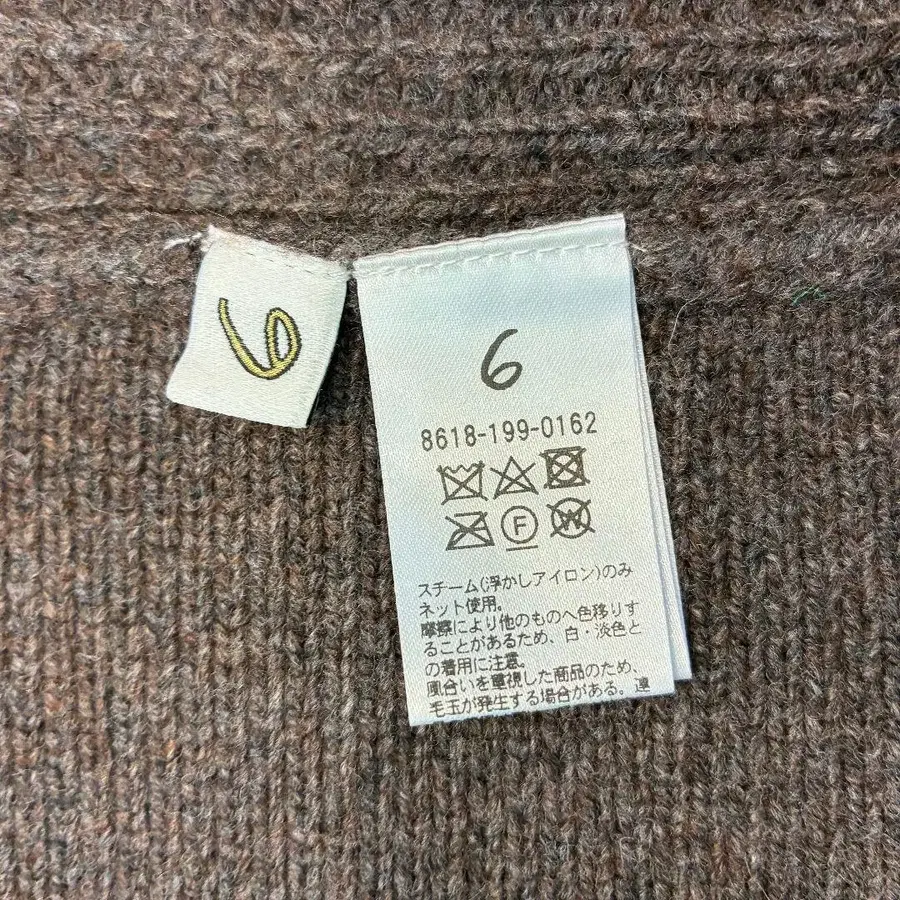 6
6
8618-199-0162
F
W
スチーム(浮かしアイロン)のみ
ネット使用。
摩擦により他のものへ色移りす
ることがあるため、白・淡色と
の着用に注意。
風合いを重視した商品のため、
毛玉が発生する場合がある。連